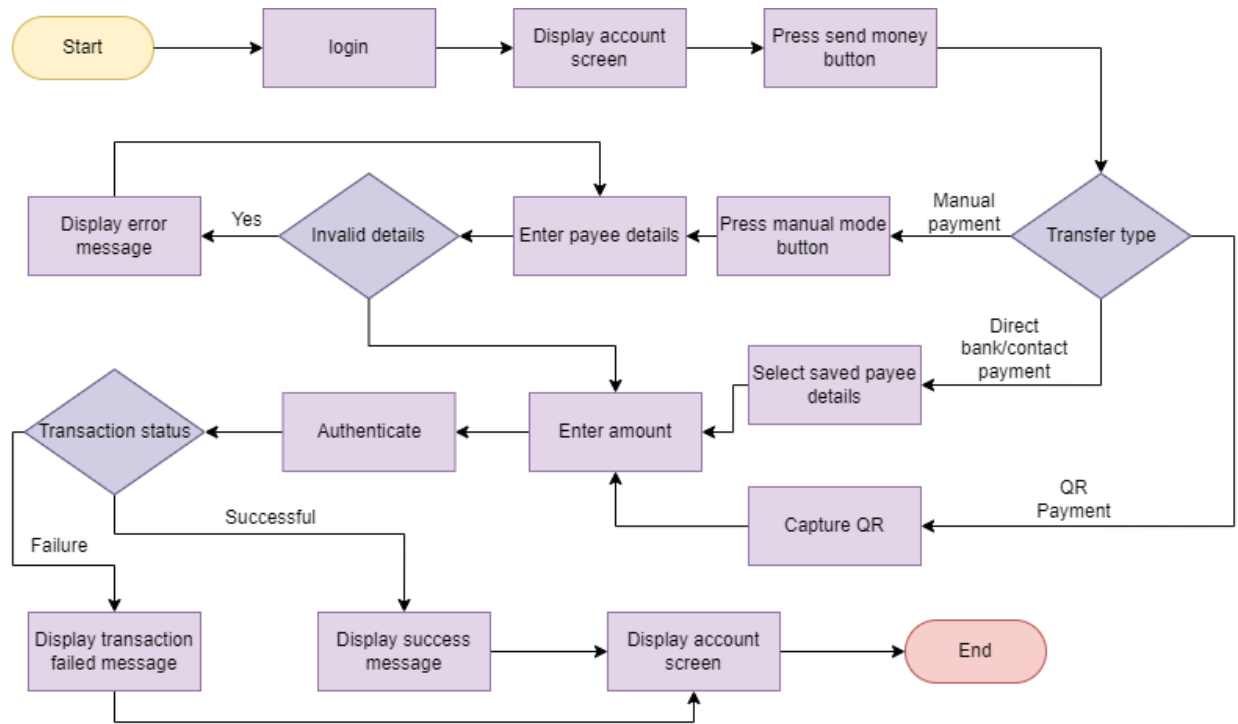 Start
login
Display account
screen
Press send money
button
Display error
message
Yes
Invalid details
Enter payee details
Press manual mode
button
Manual
payment
Transfer type
Direct
bank/contact
payment
Select saved payee
details
Transaction status
Authenticate
Enter amount
QR
Payment
Capture QR
Successful
Failure
Display transaction
failed message
Display success
message
Display account
screen
End